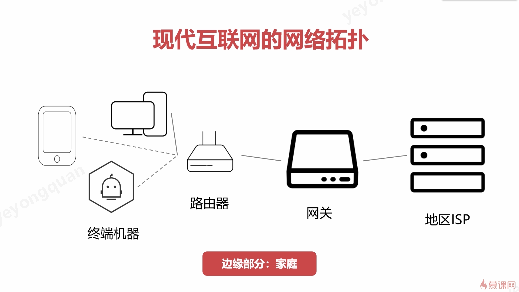 现代互联网的网络拓扑
终端机器
路由器
网关
地区ISP
边缘部分：家庭
慕课网
yeyongquan